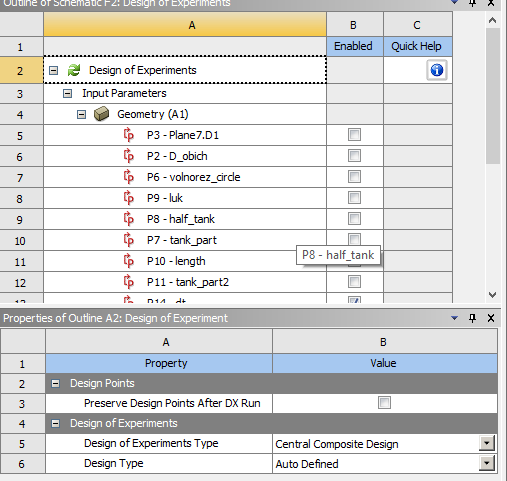 Outline of Schematic F2: Design of Experiments
A B C
1 Enabled Quick Help
2 Design of Experiments
3 Input Parameters
4 Geometry (A1)
5 P3 - Plane7.D1
6 P2 - D_obich
7 P6 - volnorez_circle
8 P9 - luk
9 P8 - half_tank
10 P7 - tank_part
P8 - half_tank
11 P10 - length
12 P11 - tank_part2
13 P14 - dt
Properties of Outline A2: Design of Experiment
A B
1 Property Value
2 Design Points
3 Preserve Design Points After DX Run
4 Design of Experiments
5 Design of Experiments Type Central Composite Design
6 Design Type Auto Defined